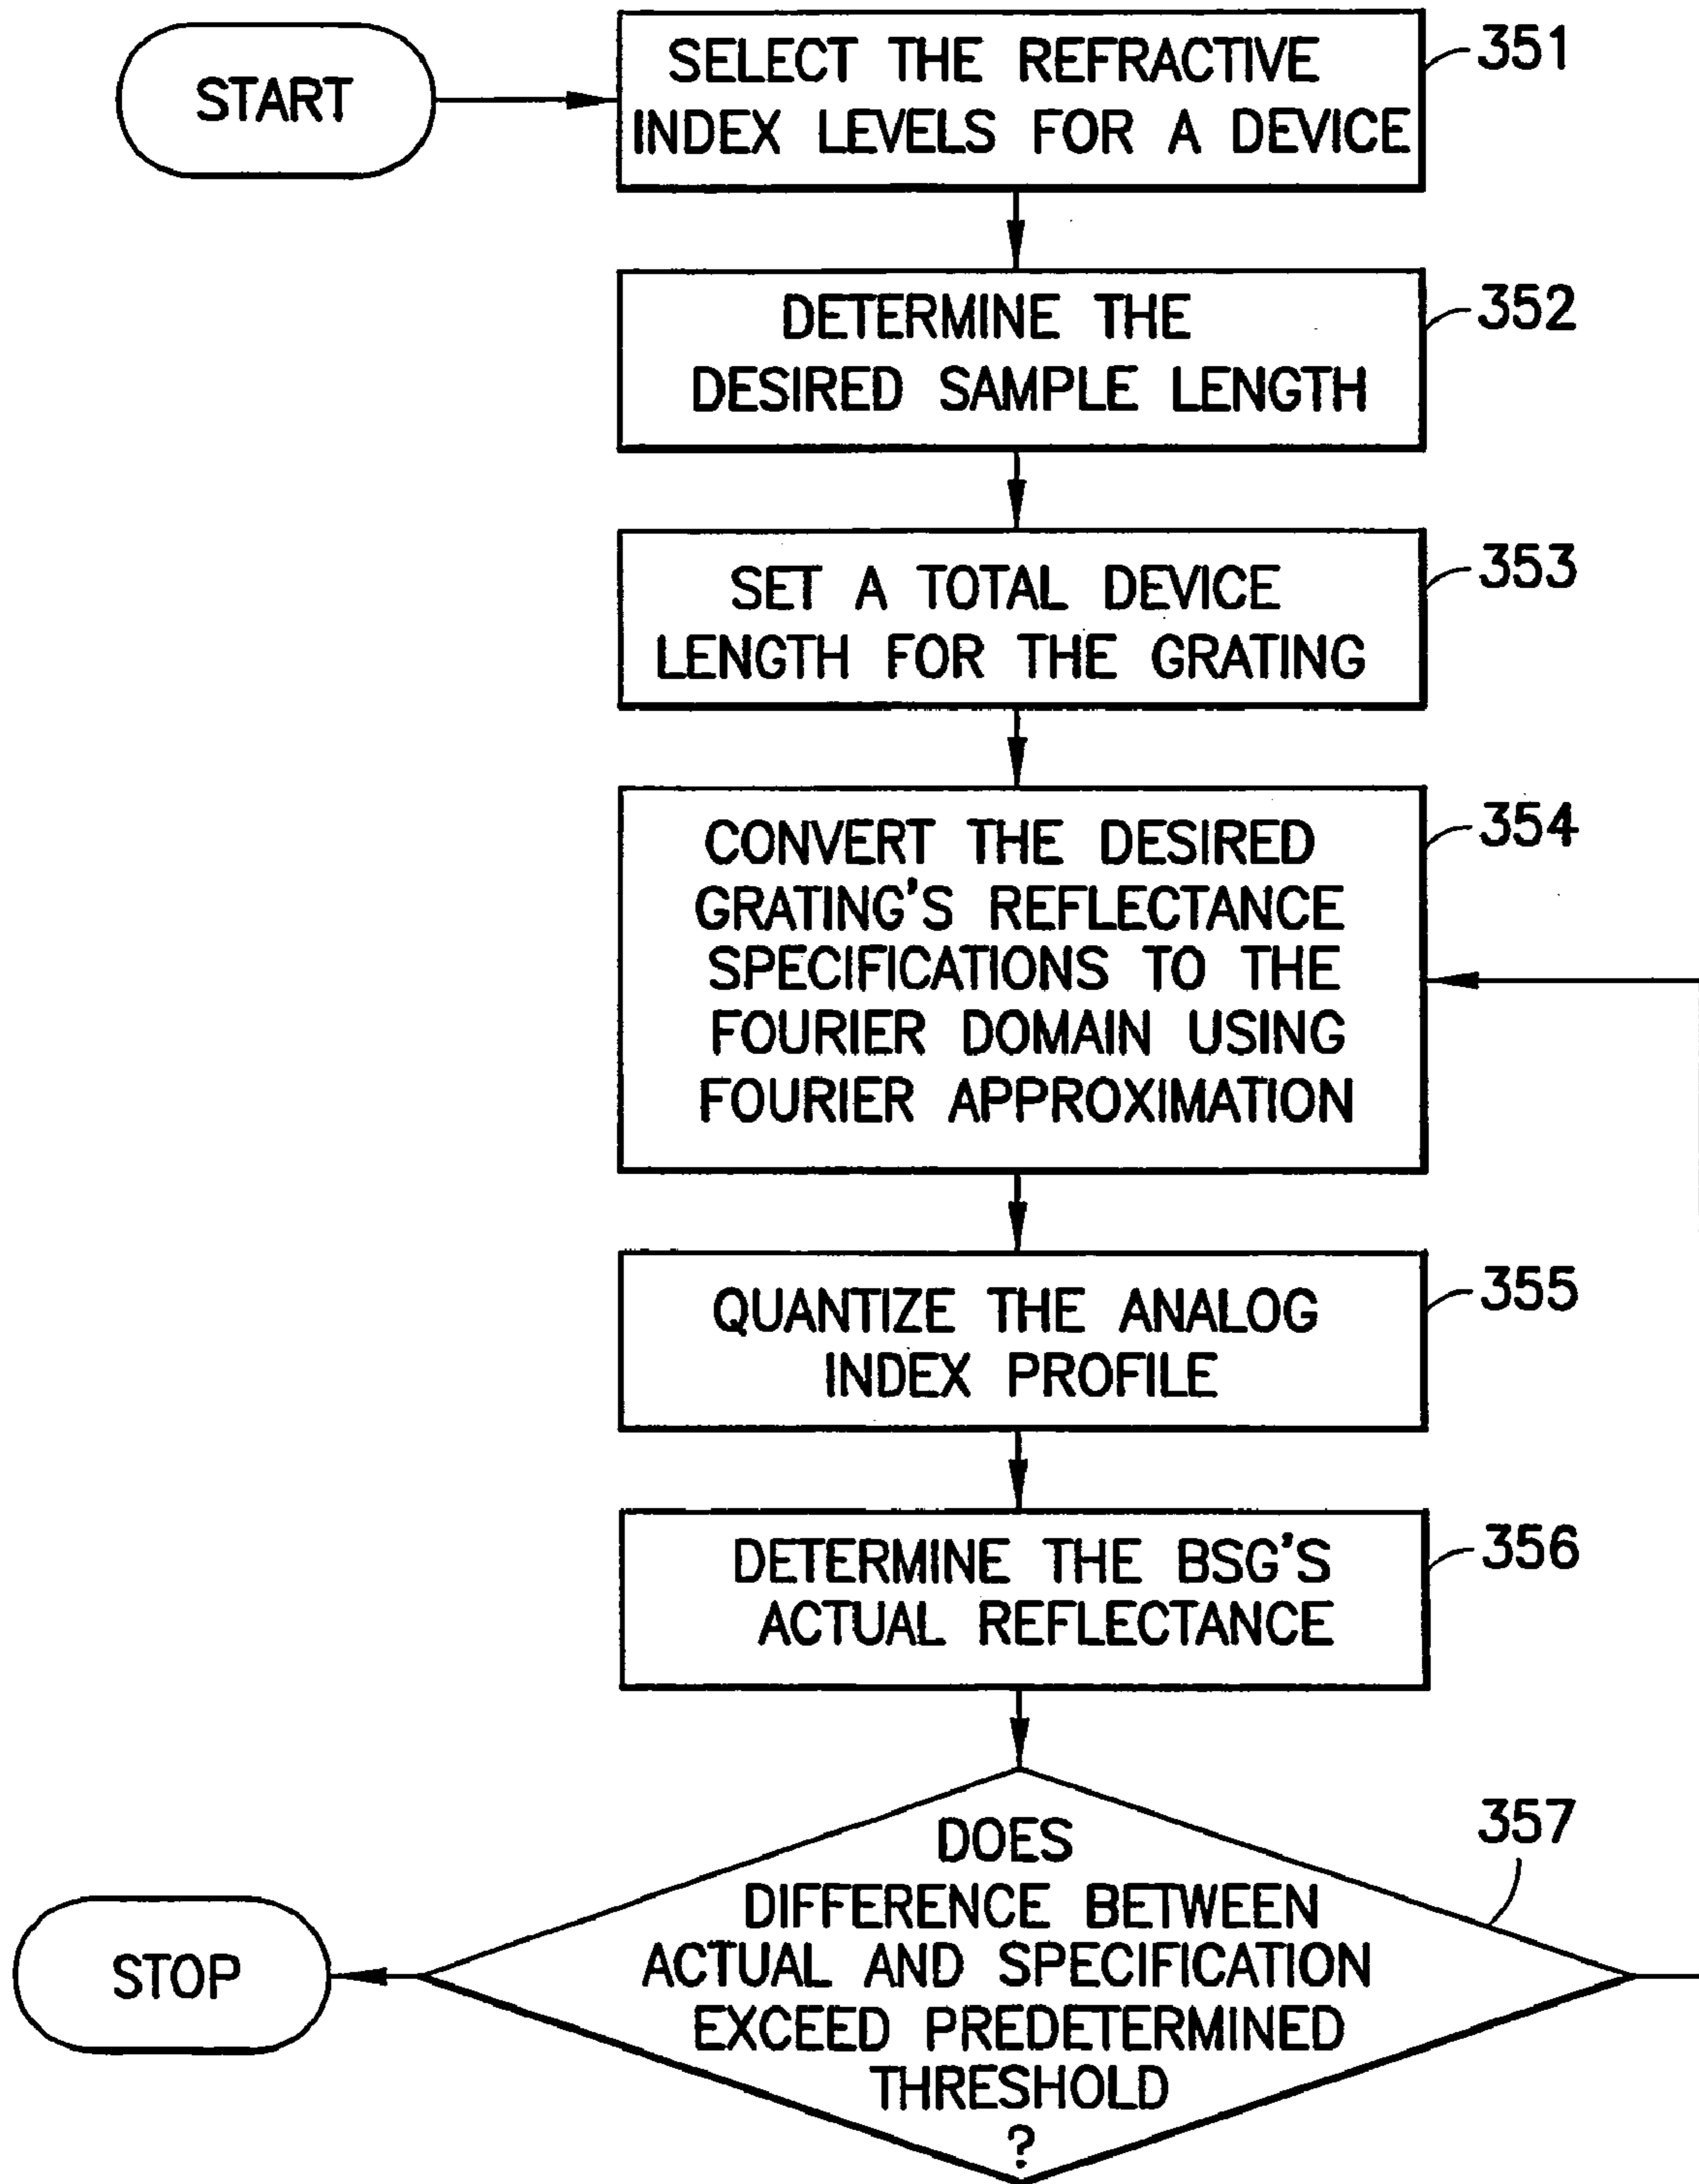 START
SELECT THE REFRACTIVE
INDEX LEVELS FOR A DEVICE
351
DETERMINE THE
DESIRED SAMPLE LENGTH
352
SET A TOTAL DEVICE
LENGTH FOR THE GRATING
353
CONVERT THE DESIRED
GRATING'S REFLECTANCE
SPECIFICATIONS TO THE
FOURIER DOMAIN USING
FOURIER APPROXIMATION
354
QUANTIZE THE ANALOG
INDEX PROFILE
355
DETERMINE THE BSG'S
ACTUAL REFLECTANCE
356
DOES
DIFFERENCE BETWEEN
ACTUAL AND SPECIFICATION
EXCEED PREDETERMINED
THRESHOLD
?
357
STOP